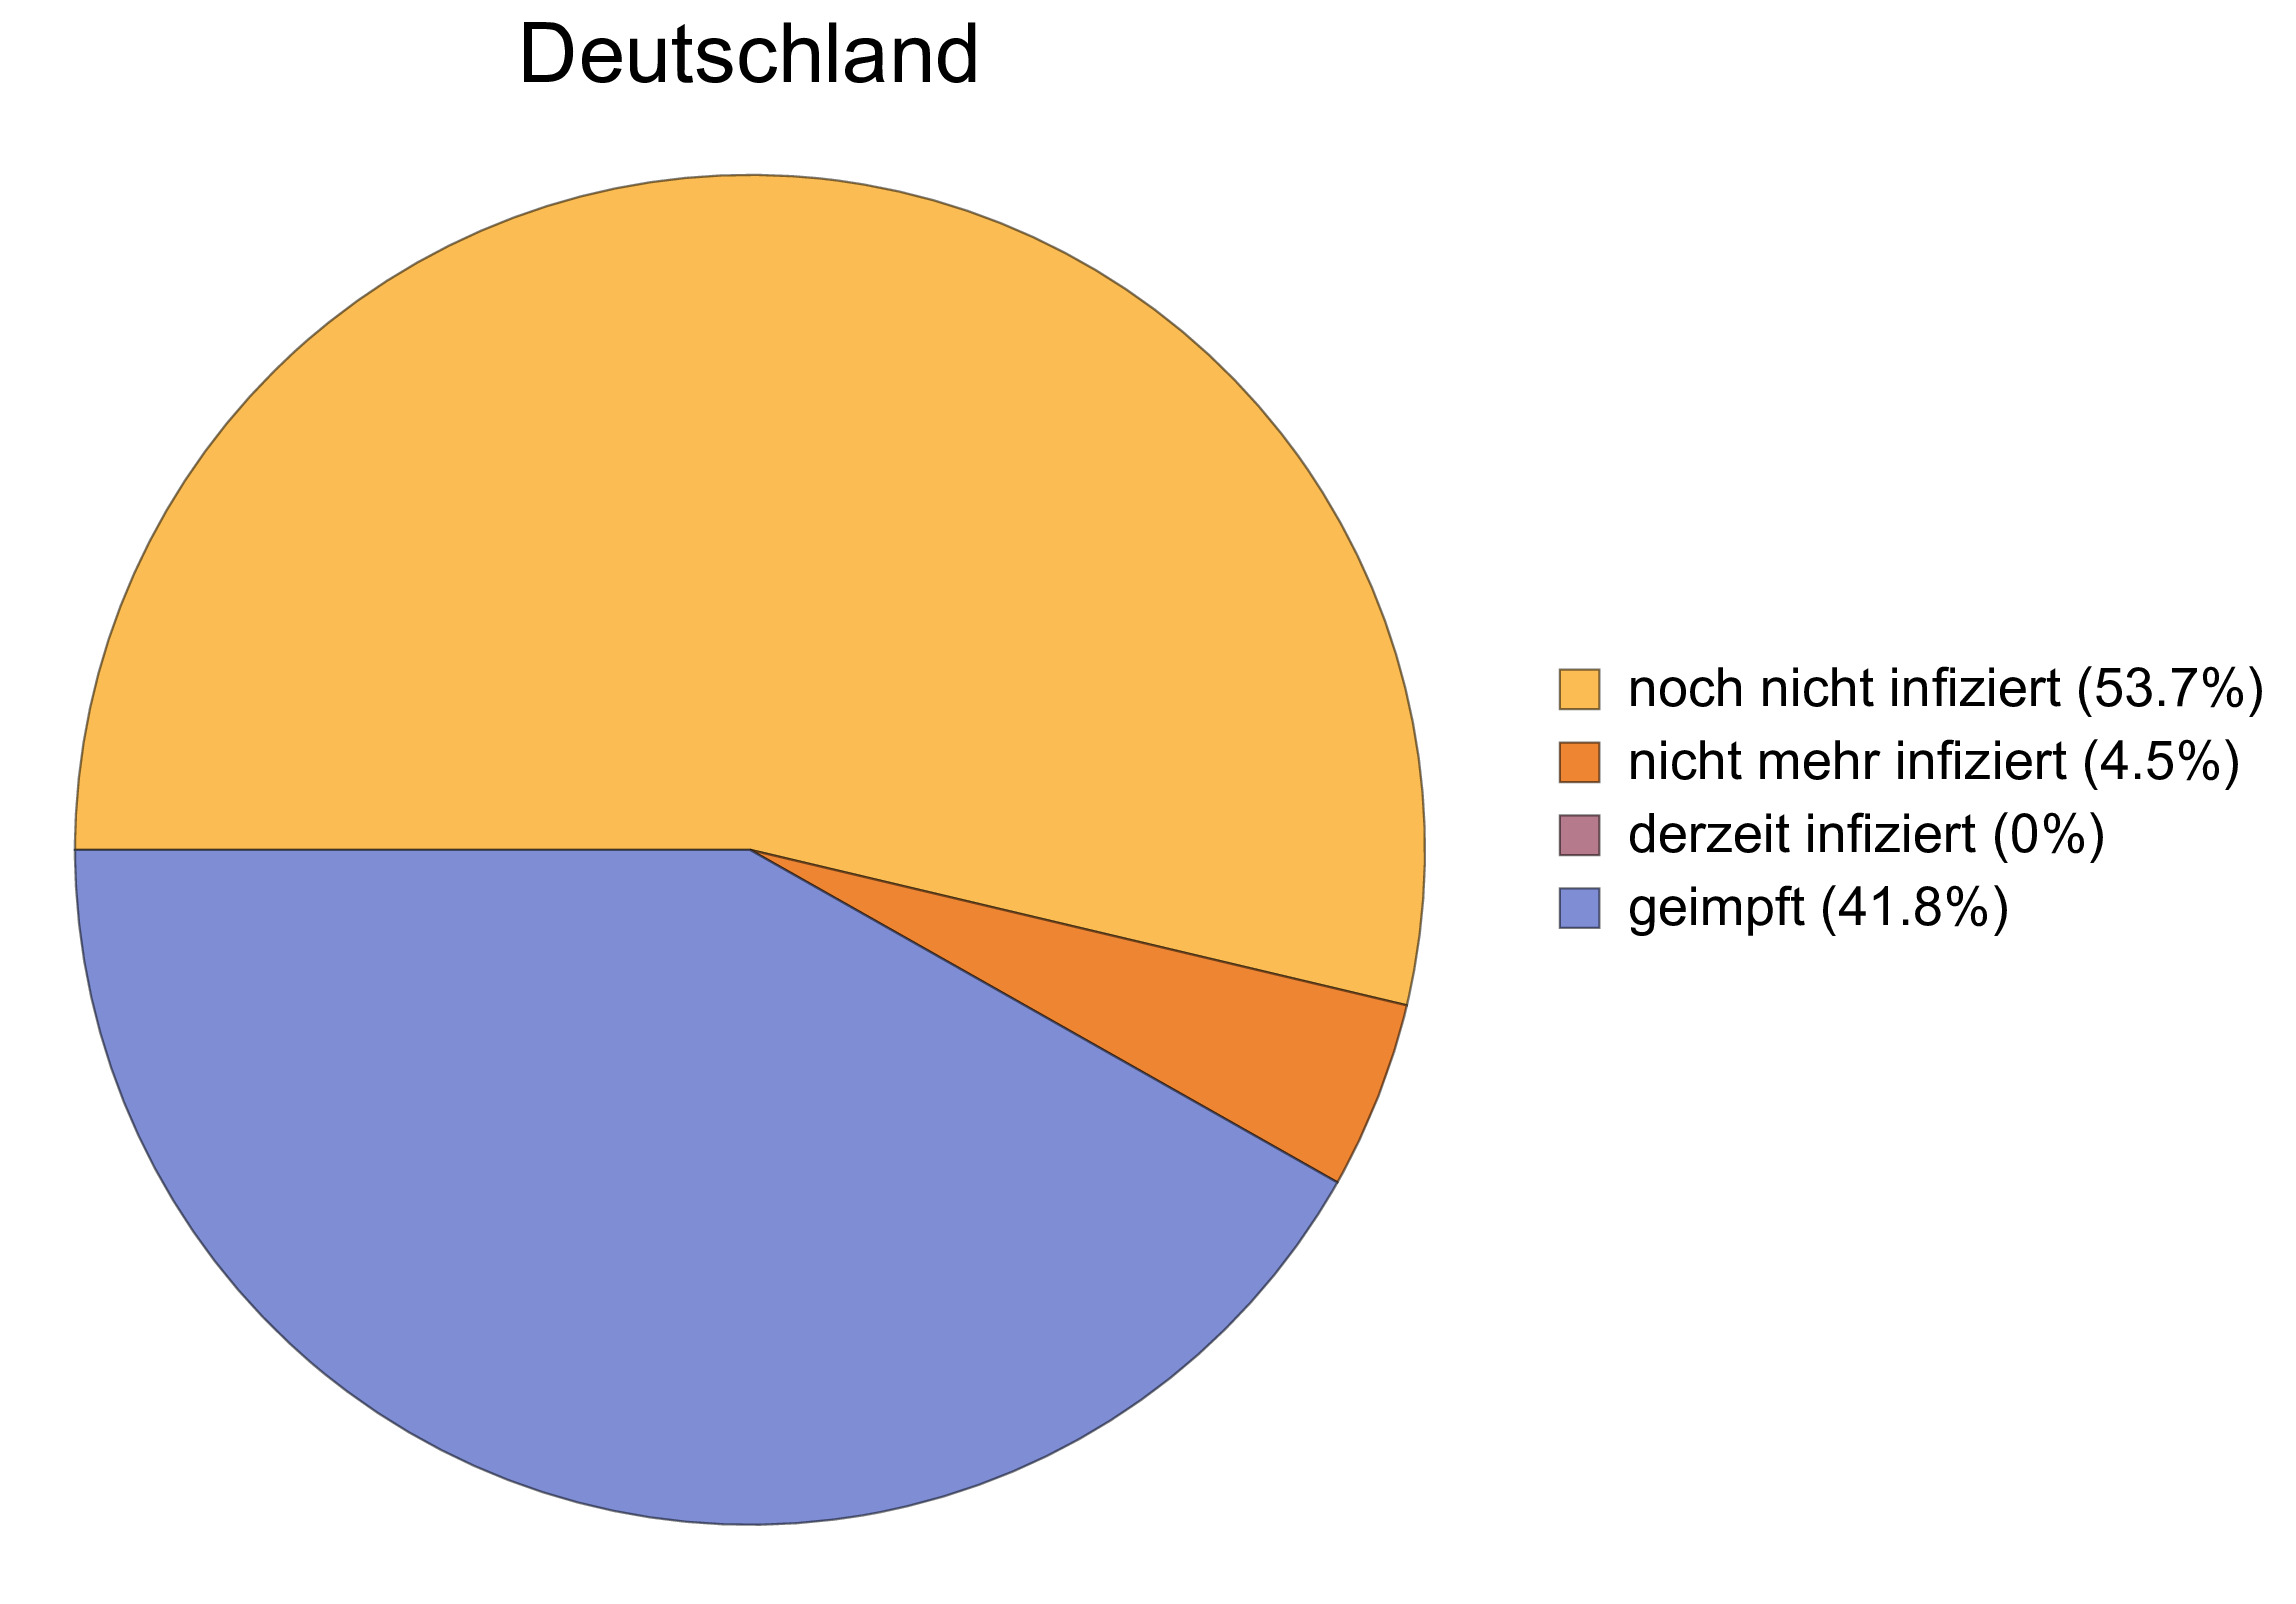 Deutschland
noch nicht infiziert (53.7%)
nicht mehr infiziert (4.5%)
derzeit infiziert (0%)
geimpft (41.8%)